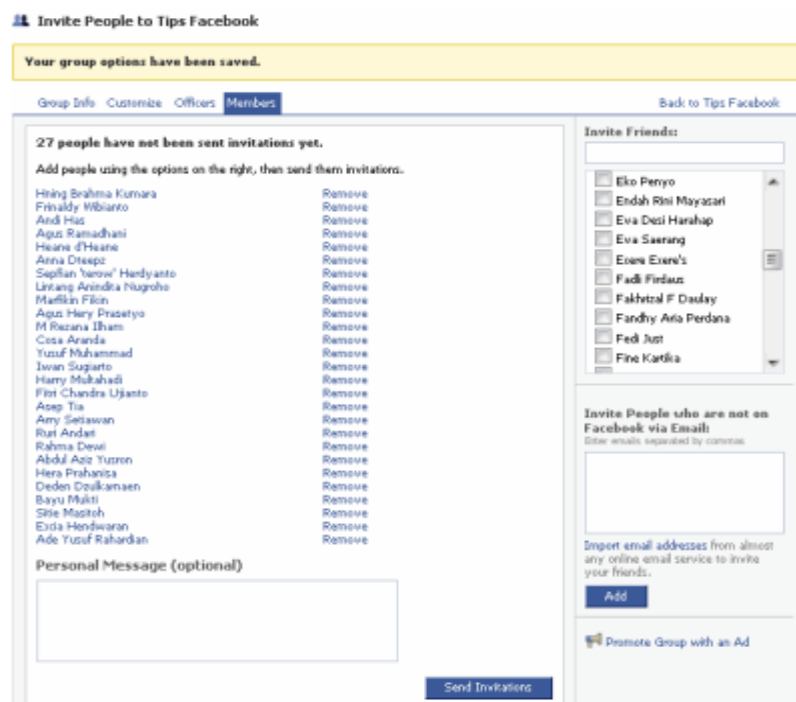 Invite People to Tips Facebook
Your group options have been saved.
Group Info Customize Officers Members
Back to Tips Facebook
27 people have not been sent invitations yet.
Add people using the options on the right, then send them invitations.
Hning Brahma Kumara Remove
Frinaldy Wibianto Remove
Andi Has Remove
Agus Ramadhani Remove
Heane d'Heane Remove
Anna Dteepz Remove
Sepfian 'terow' Herdyanto Remove
Lintang Anindita Nugroho Remove
Marfikin Fikin Remove
Agus Hery Prasetyo Remove
M Rezana Ilham Remove
Cosa Aranda Remove
Yusuf Muhammad Remove
Iwan Sugiarto Remove
Harry Multahadi Remove
Fitri Chandra Ujianto Remove
Asep Tia Remove
Amy Setiawan Remove
Ruri Andari Remove
Rahma Dewi Remove
Abdul Aziz Yusron Remove
Hera Prahanisa Remove
Deden Dzulkarnaen Remove
Bayu Mukti Remove
Sitie Masitoh Remove
Excia Hendwaran Remove
Ade Yusuf Rahardian Remove
Personal Message (optional)
Send Invitations
Invite Friends:
Eko Penyo
Endah Rini Mayasari
Eva Desi Harahap
Eva Saerang
Exere Exere's
Fadli Firdaus
Fakhrizal F Daulay
Fandhy Aria Perdana
Fedi Just
Fine Kartika
Invite People who are not on
Facebook via Email:
Enter emails separated by commas
Import email addresses from almost
any online email service to invite
your friends.
Add
Promote Group with an Ad